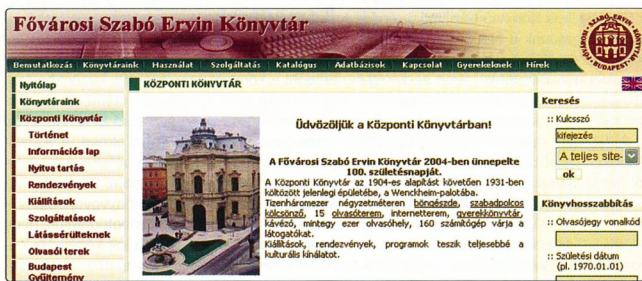 Fővárosi Szabó Ervin Könyvtár
Bemutatkozás Könyvtáraink Használat Szolgáltatás Katalógus Adatbázisok Kapcsolat Gyerekeknek Hírek
Nyitólap
Könyvtáraink
Központi Könyvtár
Történet
Információs lap
Nyitva tartás
Rendezvények
Kiállítások
Szolgáltatások
Látássérülteknek
Olvasói terek
Budapest
Gyűjtemény
KÖZPONTI KÖNYVTÁR
Üdvözöljük a Központi Könyvtárban!
A Fővárosi Szabó Ervin Könyvtár 2004-ben ünnepelte
100. születésnapját.
A Központi Könyvtár az 1904-es alapítást követően 1931-ben
költözött jelenlegi épületébe, a Wenckheim-palotába.
Tizenháromezer négyzetméteren böngészde, szabadpolcos
kölcsönző, 15 olvasóterem, internetterem, gyerekkönyvtár,
kávézó, mintegy ezer olvasóhely, 160 számítógép várja a
látogatókat.
Kiállítások, rendezvények, programok teszik teljesebbé a
kulturális kínálatot.
Keresés
:: Kulcsszó
kifejezés
A teljes site-
ok
Könyvhosszabbítás
:: Olvasójegy vonalkód
:: Születési dátum
(pl. 1970.01.01)